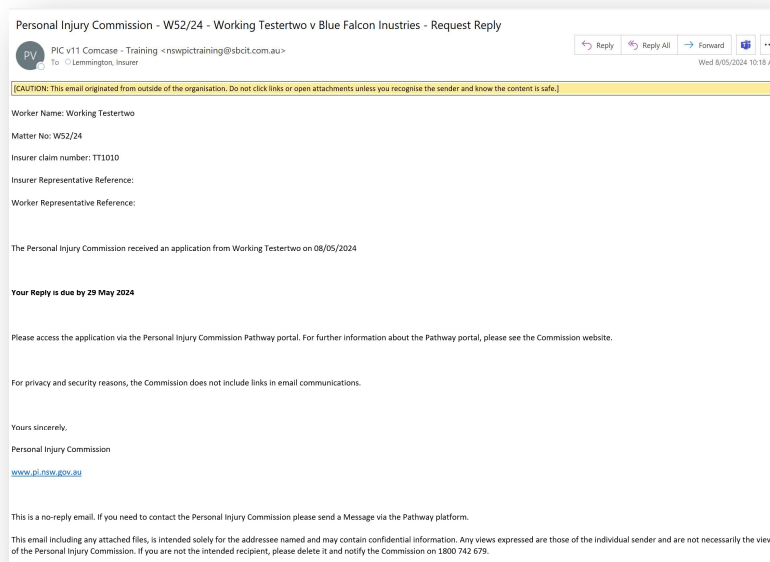 Personal Injury Commission - W52/24 - Working Testertwo v Blue Falcon Inustries - Request Reply
PV
PIC v11 Comcase - Training <nswpictraining@sbcit.com.au>
To Lemmington, Insurer
Reply
Reply All
Forward
Wed 8/05/2024 10:18 A
[CAUTION: This email originated from outside of the organisation. Do not click links or open attachments unless you recognise the sender and know the content is safe.]
Worker Name: Working Testertwo
Matter No: W52/24
Insurer claim number: TT1010
Insurer Representative Reference:
Worker Representative Reference:
The Personal Injury Commission received an application from Working Testertwo on 08/05/2024
Your Reply is due by 29 May 2024
Please access the application via the Personal Injury Commission Pathway portal. For further information about the Pathway portal, please see the Commission website.
For privacy and security reasons, the Commission does not include links in email communications.
Yours sincerely,
Personal Injury Commission
www.pi.nsw.gov.au
This is a no-reply email. If you need to contact the Personal Injury Commission please send a Message via the Pathway platform.
This email including any attached files, is intended solely for the addressee named and may contain confidential information. Any views expressed are those of the individual sender and are not necessarily the view
of the Personal Injury Commission. If you are not the intended recipient, please delete it and notify the Commission on 1800 742 679.